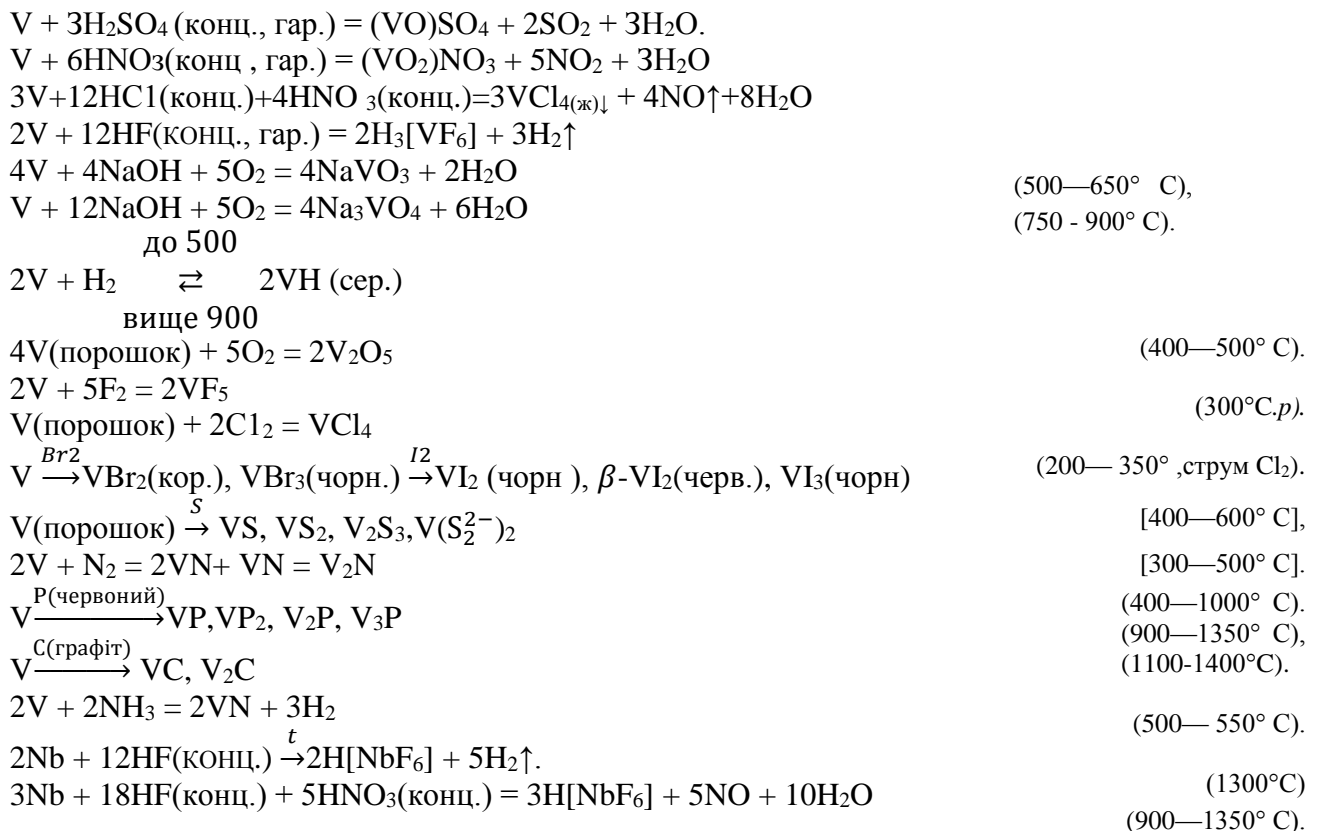 V + 3H₂SO₄ (конц., гар.) = (VO)SO₄ + 2SO₂ + 3H₂O.
V + 6HNOз(конц , гар.) = (VO₂)NO₃ + 5NO₂ + 3H₂O
3V+12HC1(конц.)+4HNO ₃(конц.)=3VCl₄₍ж₎↓ + 4NO↑+8H₂O
2V + 12HF(КОНЦ., гар.) = 2H₃[VF₆] + 3H₂↑
4V + 4NaOH + 5O₂ = 4NaVO₃ + 2H₂O
(500—650° C),
V + 12NaOH + 5O₂ = 4Na₃VO₄ + 6H₂O
(750 - 900° C).
до 500
2V + H₂ ⇄ 2VH (сер.)
вище 900
4V(порошок) + 5O₂ = 2V₂O₅
(400—500° C).
2V + 5F₂ = 2VF₅
(300°C.р).
V(порошок) + 2C1₂ = VCl₄
V Br2→ VBr₂(кор.), VBr₃(чорн.) I2→ VI₂ (чорн ), β-VI₂(черв.), VI₃(чорн)
(200— 350° ,струм Cl₂).
V(порошок) S→ VS, VS₂, V₂S₃,V(S₂²⁻)₂
[400—600° C],
2V + N₂ = 2VN+ VN = V₂N
[300—500° C].
V P(червоний)→ VP,VP₂, V₂P, V₃P
(400—1000° C).
(900—1350° C),
V C(графіт)→ VC, V₂C
(1100-1400°C).
2V + 2NH₃ = 2VN + 3H₂
(500— 550° C).
2Nb + 12HF(КОНЦ.) t→ 2H[NbF₆] + 5H₂↑.
3Nb + 18HF(конц.) + 5HNO₃(конц.) = 3H[NbF₆] + 5NO + 10H₂O
(1300°C)
(900—1350° C).